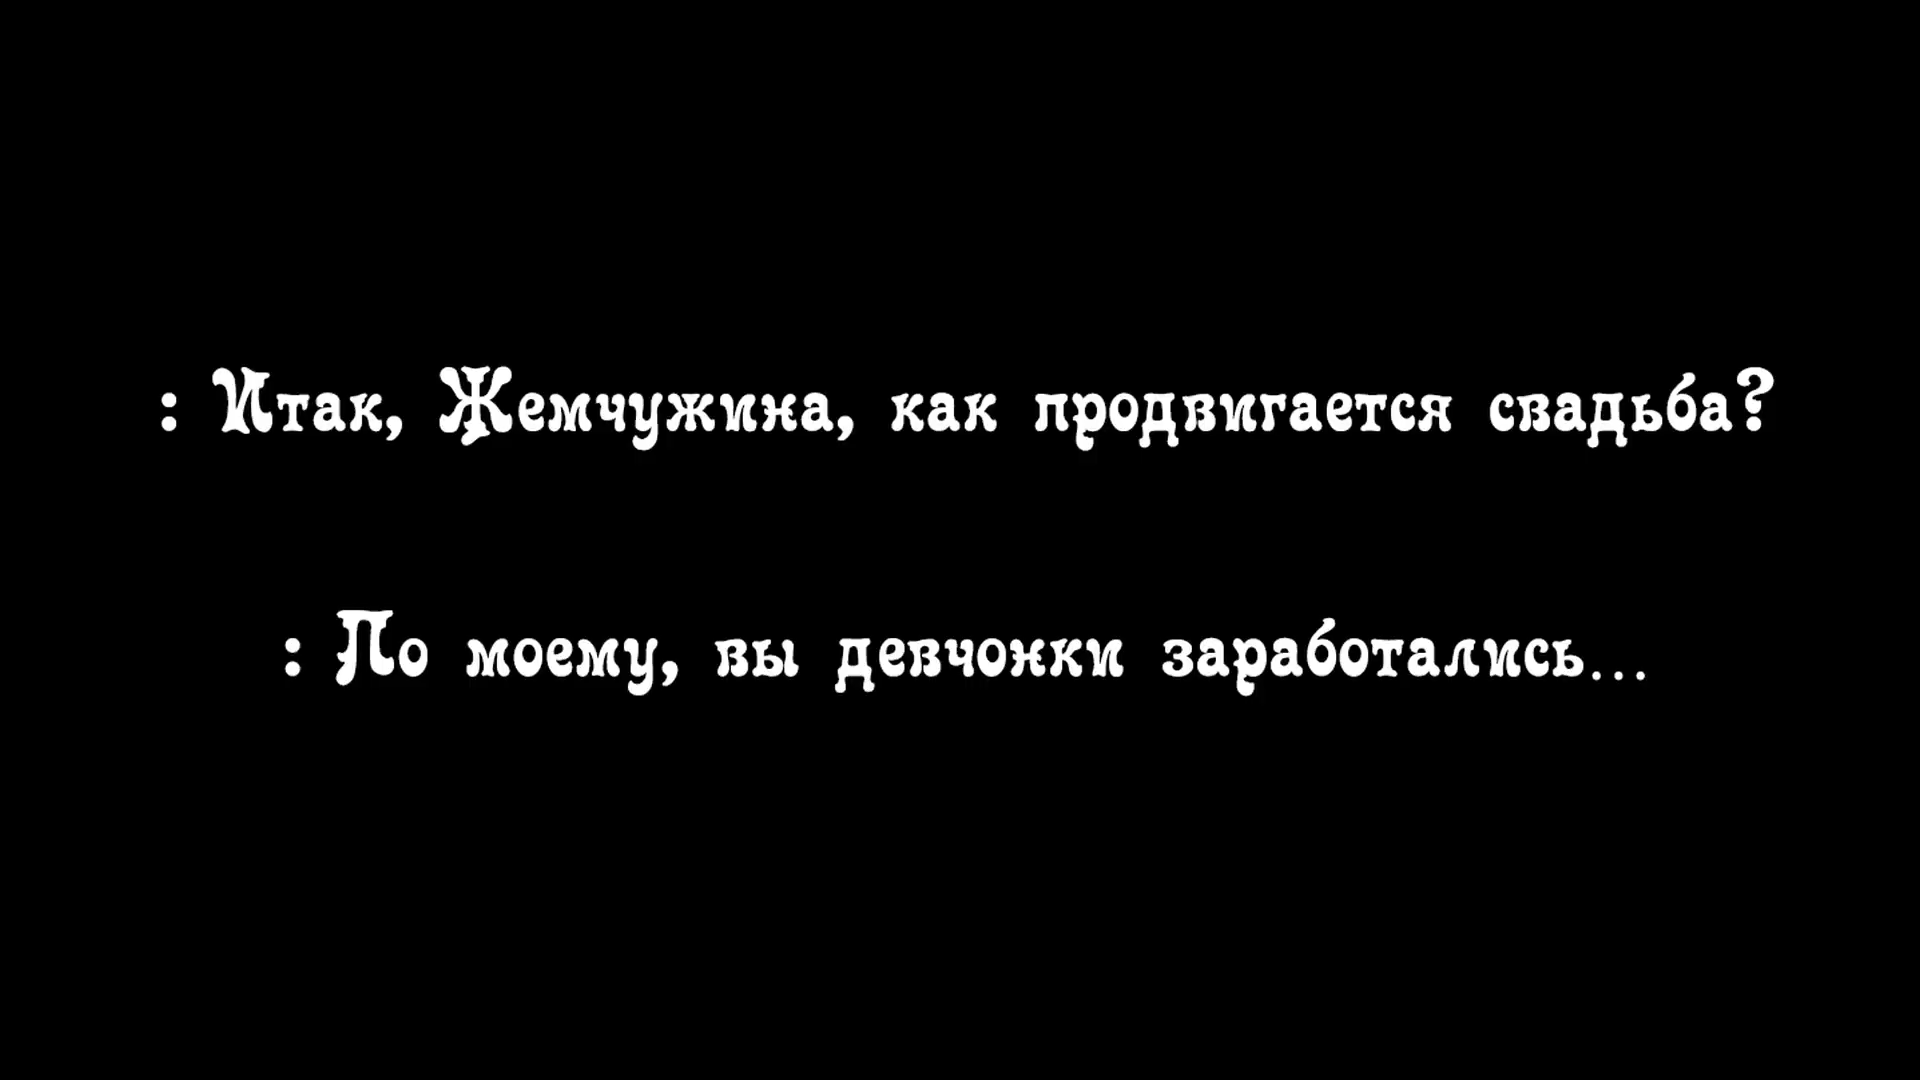 : Итак, Жемчужина, как продвигается свадьба?
: По моему, вы девчонки заработались...